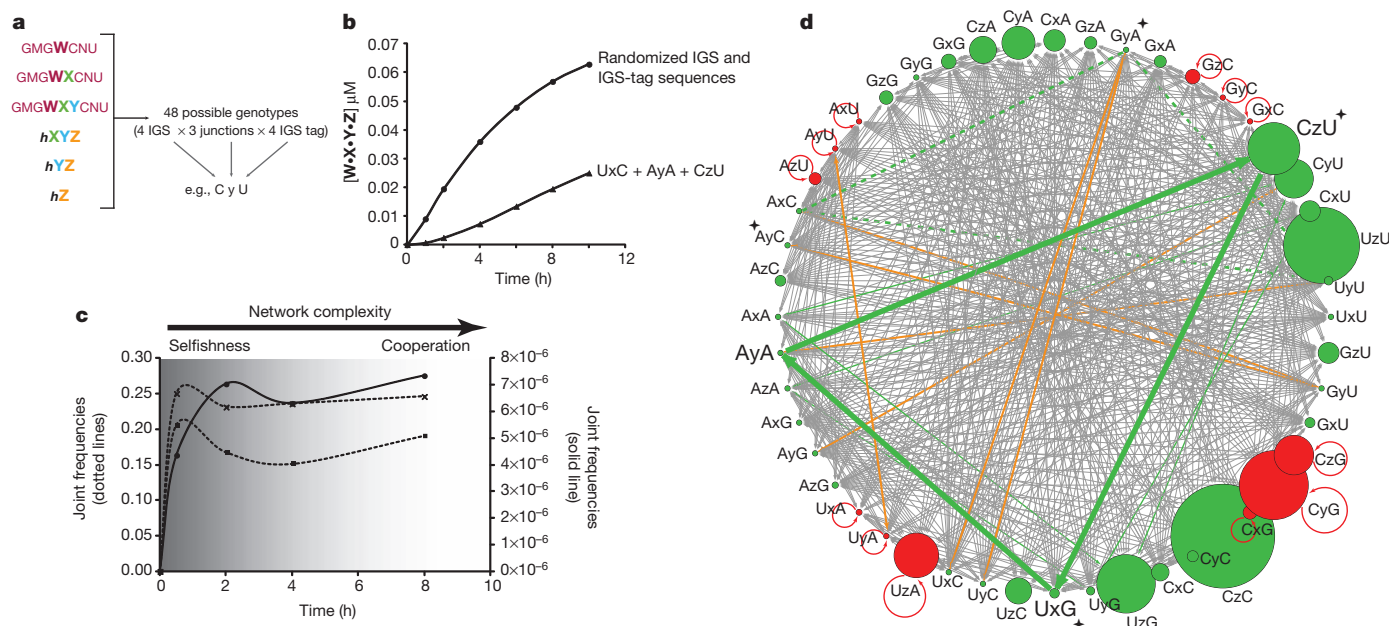 a
GMGWCNU
GMGWXCNU
GMGWXYCNU
hXYZ
hYZ
hZ
48 possible genotypes
(4 IGS ×3 junctions × 4 IGS tag)
e.g., C y U
b
[W•X•Y•Z] μM
0.07
0.06
0.05
0.04
0.03
0.02
0.01
0
0
4
8
12
Time (h)
Randomized IGS and
IGS-tag sequences
UxC + AyA + CzU
c
Network complexity
Selfishness
Cooperation
Joint frequencies
(dotted lines)
0.30
0.25
0.20
0.15
0.10
0.05
0.00
0
2
4
6
8
10
Time (h)
8×10⁻⁶
7×10⁻⁶
6×10⁻⁶
5×10⁻⁶
4×10⁻⁶
3×10⁻⁶
2×10⁻⁶
1×10⁻⁶
0×10⁻⁶
Joint frequencies
(solid line)
d
GyA
GxA
GzC
GyC
GxC
CzU
CyU
CxU
UzU
UyU
UxU
GzU
GyU
GxU
CzG
CyG
CxG
CyC
CzC
CxC
UzG
UyG
UxG
UzC
UyC
UxC
UzA
UyA
UxA
AzG
AyG
AxG
AzA
AyA
AxA
AzC
AyC
AxC
AzU
AyU
AxU
GzG
GyG
GxG
CzA
CyA
CxA
GzA